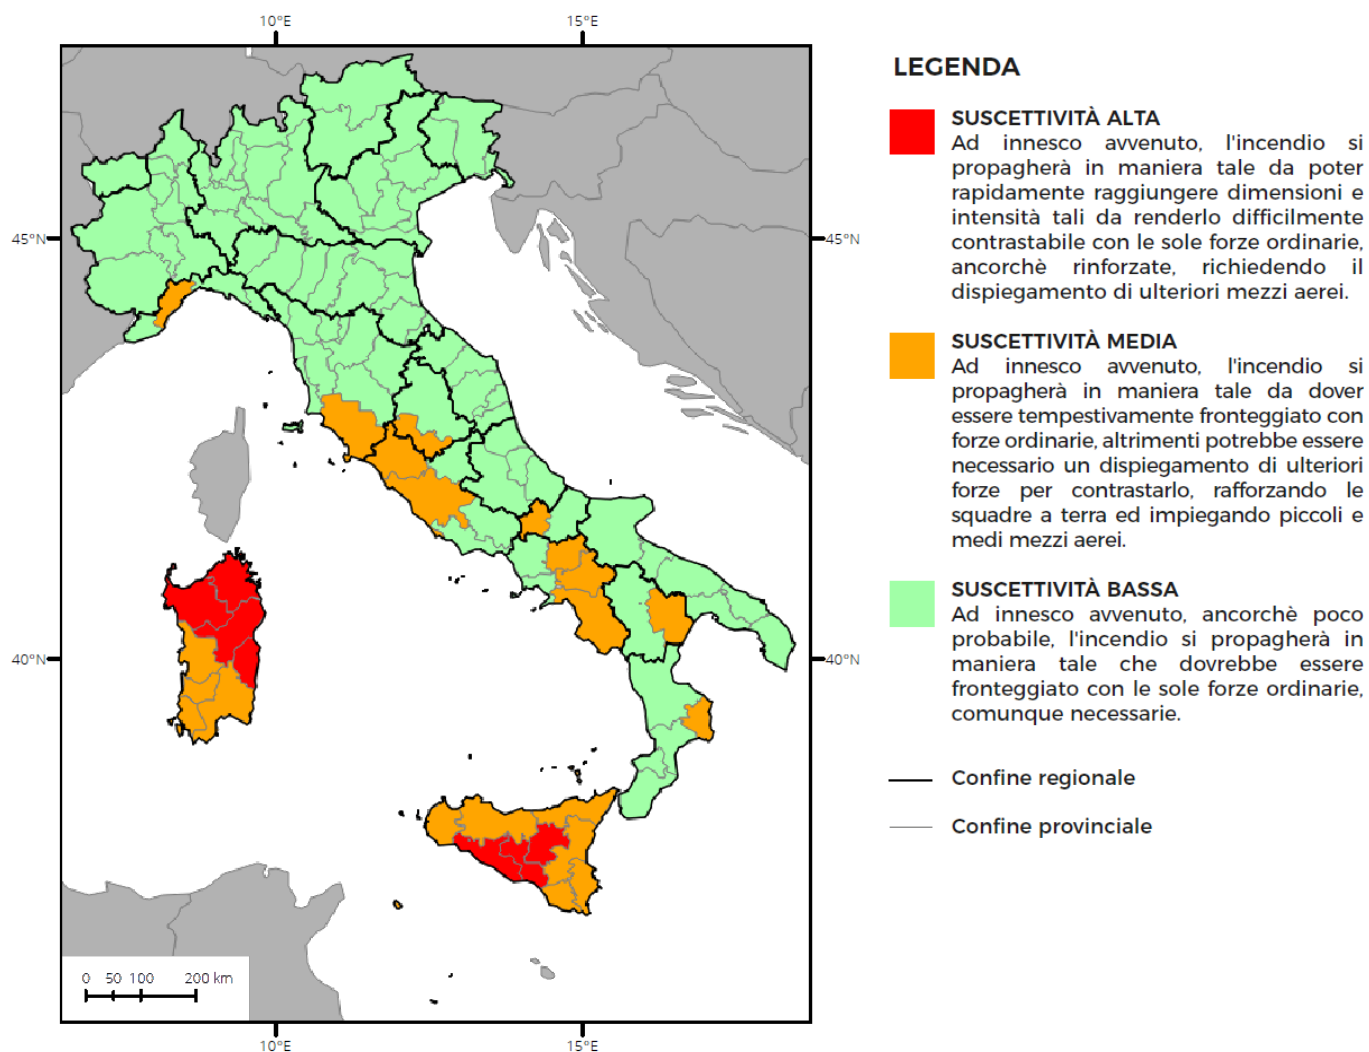 10°E
15°E
45°N
45°N
40°N
40°N
0 50 100 200 km
10°E
15°E
LEGENDA
SUSCETTIVITÀ ALTA
Ad innesco avvenuto, l'incendio si
propagherà in maniera tale da poter
rapidamente raggiungere dimensioni e
intensità tali da renderlo difficilmente
contrastabile con le sole forze ordinarie,
ancorchè rinforzate, richiedendo il
dispiegamento di ulteriori mezzi aerei.
SUSCETTIVITÀ MEDIA
Ad innesco avvenuto, l'incendio si
propagherà in maniera tale da dover
essere tempestivamente fronteggiato con
forze ordinarie, altrimenti potrebbe essere
necessario un dispiegamento di ulteriori
forze per contrastarlo, rafforzando le
squadre a terra ed impiegando piccoli e
medi mezzi aerei.
SUSCETTIVITÀ BASSA
Ad innesco avvenuto, ancorchè poco
probabile, l'incendio si propagherà in
maniera tale che dovrebbe essere
fronteggiato con le sole forze ordinarie,
comunque necessarie.
Confine regionale
Confine provinciale